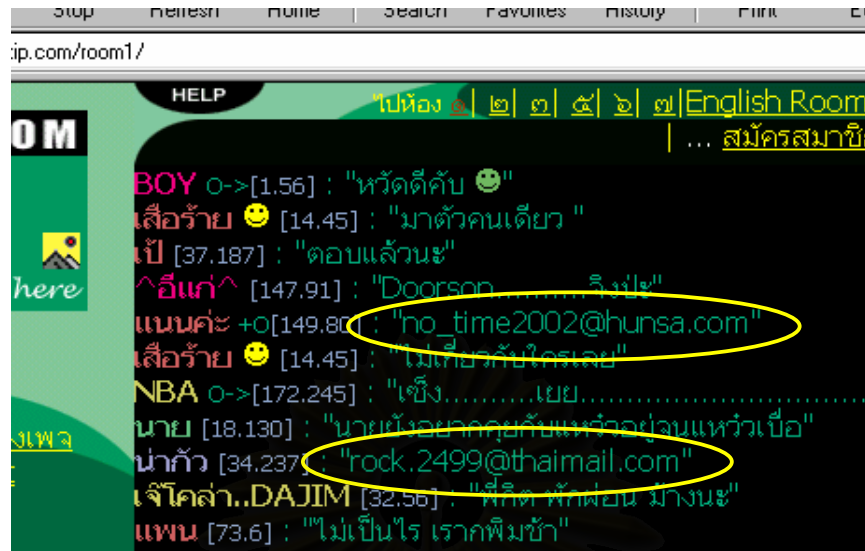 Stop Refresh Home Search Favorites History Print
tip.com/room1/
HELP ไปห้อง ๑| ๒| ๓| ๕| ๖| ๗|English Room
OM | ... สมัครสมาชิ
BOY o->[1.56] : "หวัดดีคับ "
เสือร้าย [14.45] : "มาตัวคนเดียว "
เป้ [37.187] : "ตอบแล้วนะ"
here ^อีแก่^ [147.91] : "Doorson............จิงป่ะ"
แนนค่ะ +o[149.80] : "no_time2002@hunsa.com"
เสือร้าย [14.45] : "ไม่เกี่ยวกับใครเลย"
NBA o->[172.245] : "เซ็ง..........เยย..............................
งเพจ นาย [18.130] : "นายยังอยากคุยกับแหว๋าอยู่จนแหว๋วเบื่อ"
น่ากัว [34.237] : "rock.2499@thaimail.com"
เจ๊โคล่า..DAJIM [32.56] : "พี่กิต พักผ่อน ม้างนะ"
แพน [73.6] : "ไม่เป็นไร เราคพิมช้า"